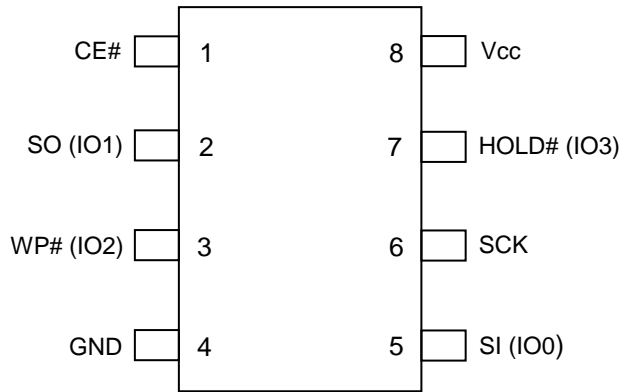 CE# 1 8 Vcc
SO (IO1) 2 7 HOLD# (IO3)
WP# (IO2) 3 6 SCK
GND 4 5 SI (IO0)